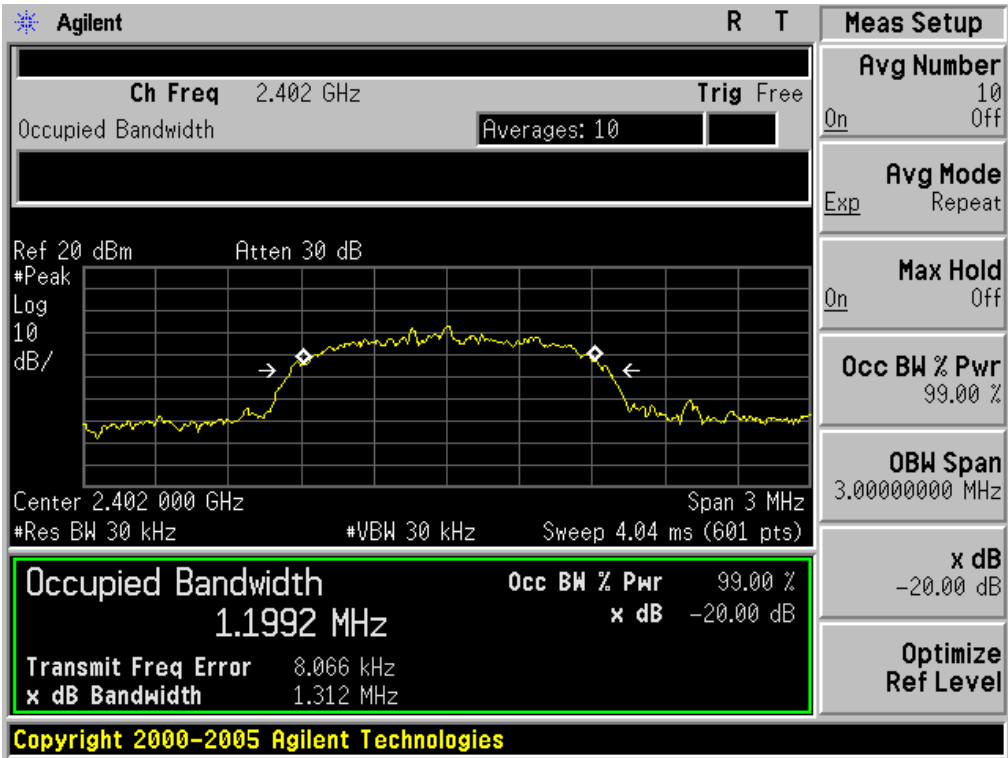 Agilent R T Meas Setup
Ch Freq 2.402 GHz Trig Free
Occupied Bandwidth Averages: 10
Ref 20 dBm Atten 30 dB
#Peak
Log
10
dB/
Center 2.402 000 GHz Span 3 MHz
#Res BW 30 kHz #VBW 30 kHz Sweep 4.04 ms (601 pts)
Occupied Bandwidth Occ BW % Pwr 99.00 %
1.1992 MHz x dB -20.00 dB
Transmit Freq Error 8.066 kHz
x dB Bandwidth 1.312 MHz
Avg Number
10
On Off
Avg Mode
Exp Repeat
Max Hold
On Off
Occ BW % Pwr
99.00 %
OBW Span
3.00000000 MHz
x dB
-20.00 dB
Optimize
Ref Level
Copyright 2000-2005 Agilent Technologies